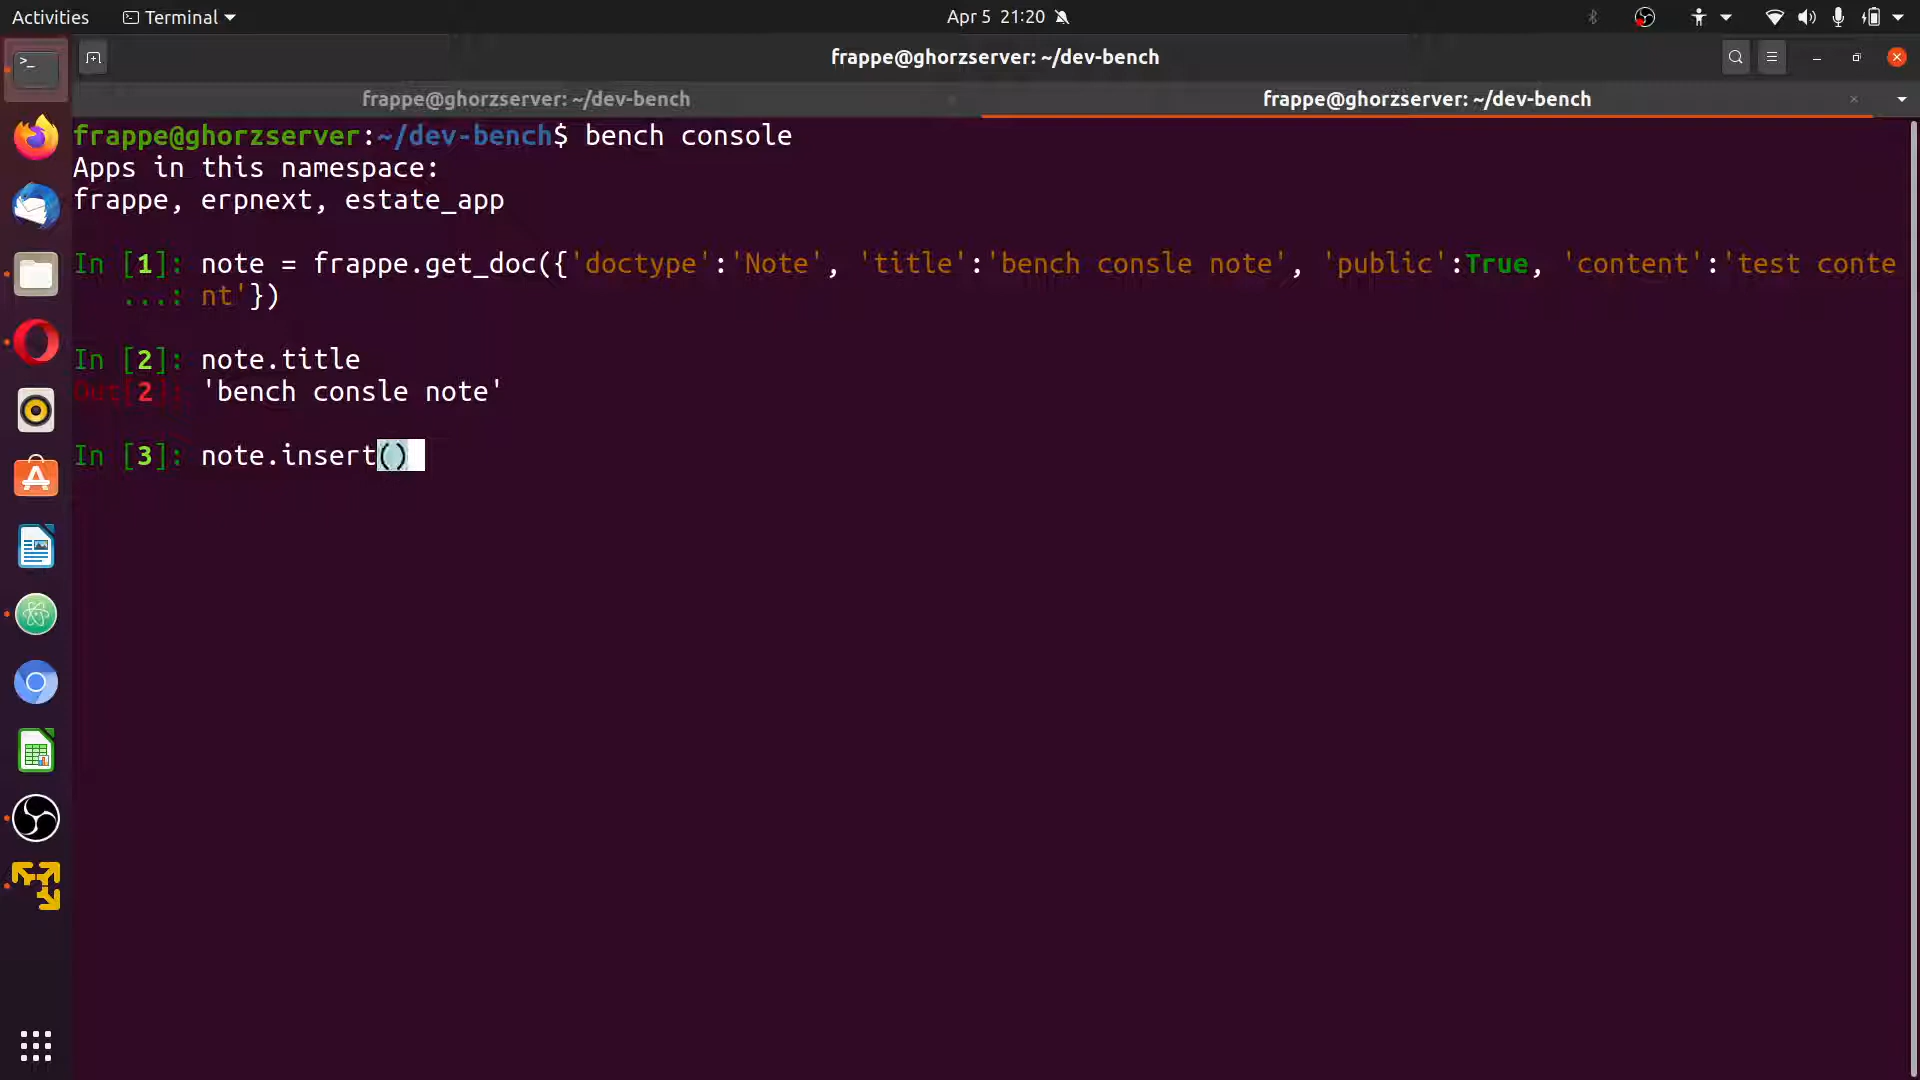 Activities
Terminal
Apr 5 21:20
frappe@ghorzserver: ~/dev-bench
frappe@ghorzserver: ~/dev-bench
frappe@ghorzserver: ~/dev-bench
frappe@ghorzserver:~/dev-bench$ bench console
Apps in this namespace:
frappe, erpnext, estate_app
In [1]: note = frappe.get_doc({'doctype':'Note', 'title':'bench consle note', 'public':True, 'content':'test conte
...: nt'})
In [2]: note.title
Out[2]: 'bench consle note'
In [3]: note.insert()